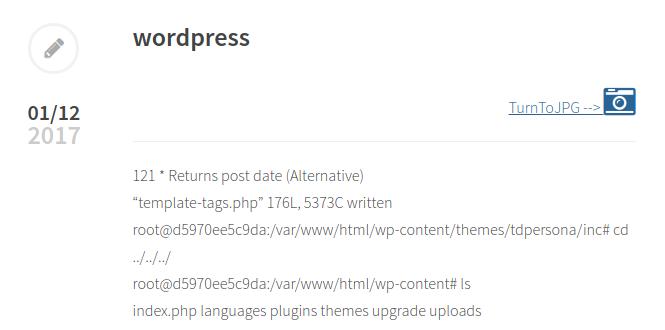 wordpress
01/12
2017
TurnToJPG -->
121 * Returns post date (Alternative)
“template-tags.php” 176L, 5373C written
root@d5970ee5c9da:/var/www/html/wp-content/themes/tdpersona/inc# cd
../../../
root@d5970ee5c9da:/var/www/html/wp-content# ls
index.php languages plugins themes upgrade uploads